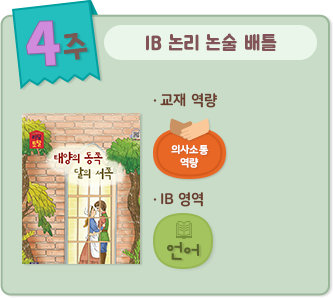 4주
IB 논리 논술 배틀
· 교재 역량
의사소통
역량
태양의 동쪽
달의 서쪽
· IB 영역
언어